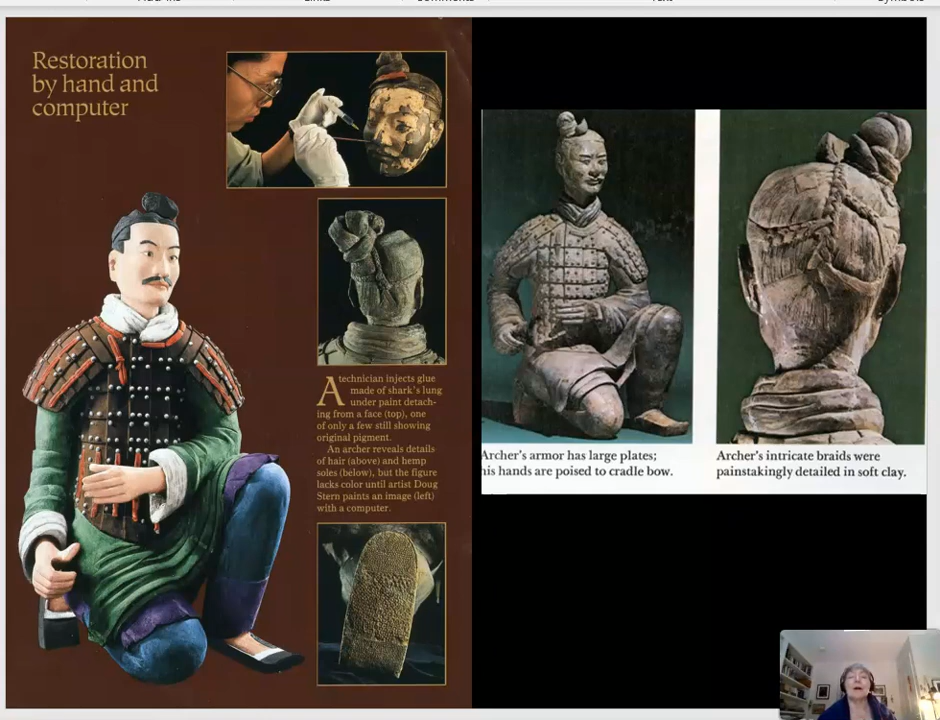 Restoration
by hand and
computer
A technician injects glue
made of shark's lung
under paint detach-
ing from a face (top), one
of only a few still showing
original pigment.
An archer reveals details
of hair (above) and hemp
soles (below), but the figure
lacks color until artist Doug
Stern paints an image (left)
with a computer.
Archer's armor has large plates;
his hands are poised to cradle bow.
Archer's intricate braids were
painstakingly detailed in soft clay.